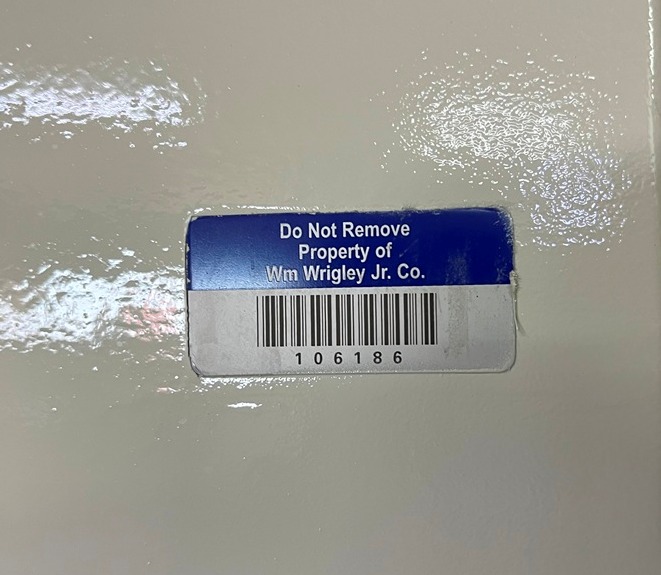 Do Not Remove
Property of
Wm Wrigley Jr. Co.
106186